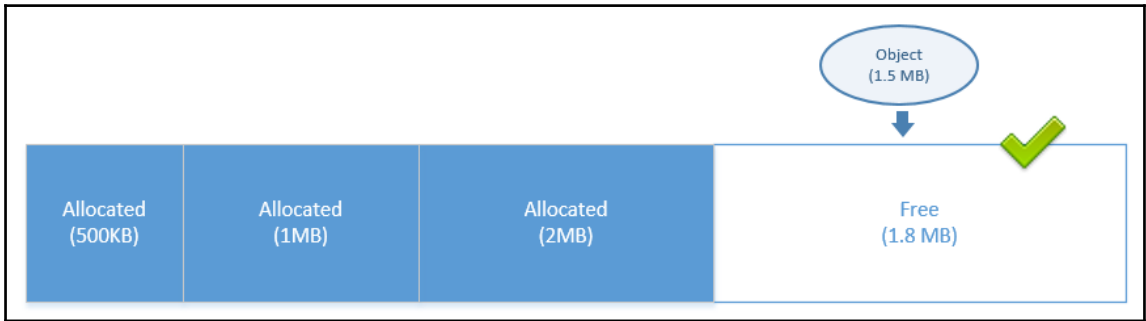 Object
(1.5 MB)
Allocated
(500KB)
Allocated
(1MB)
Allocated
(2MB)
Free
(1.8 MB)